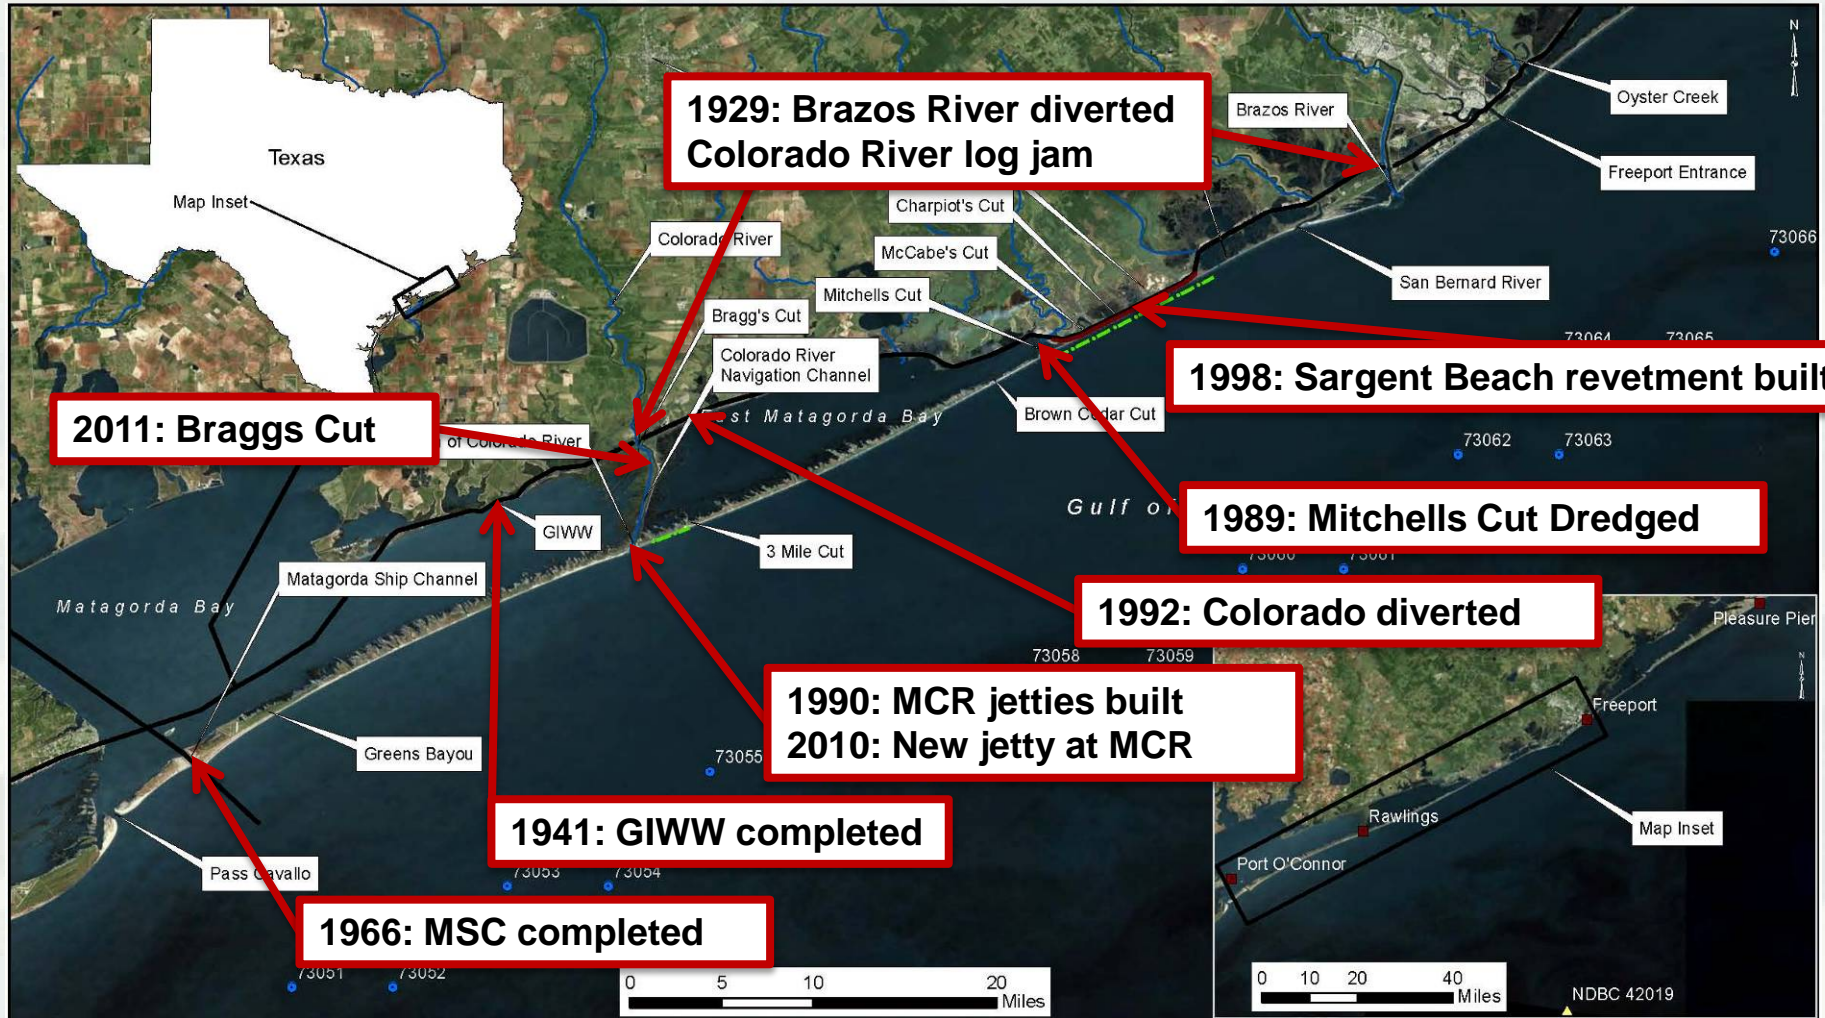 N
Oyster Creek
1929: Brazos River diverted
Colorado River log jam
Brazos River
Texas
Freeport Entrance
Map Inset
Charpiot's Cut
Colorado River
McCabe's Cut
73066
San Bernard River
Mitchells Cut
Bragg's Cut
73064
73065
Colorado River
Navigation Channel
1998: Sargent Beach revetment built
2011: Braggs Cut
East Matagorda Bay
Brown Cedar Cut
of Colorado River
73062
73063
Gulf of
1989: Mitchells Cut Dredged
GIWW
3 Mile Cut
73060
73061
Matagorda Ship Channel
Matagorda Bay
1992: Colorado diverted
Pleasure Pier
73058
73059
N
1990: MCR jetties built
2010: New jetty at MCR
Freeport
Greens Bayou
73055
Rawlings
Map Inset
1941: GIWW completed
Port O'Connor
Pass Cavallo
73053
73054
1966: MSC completed
73051
73052
0 5 10 20
Miles
0 10 20 40
Miles
NDBC 42019